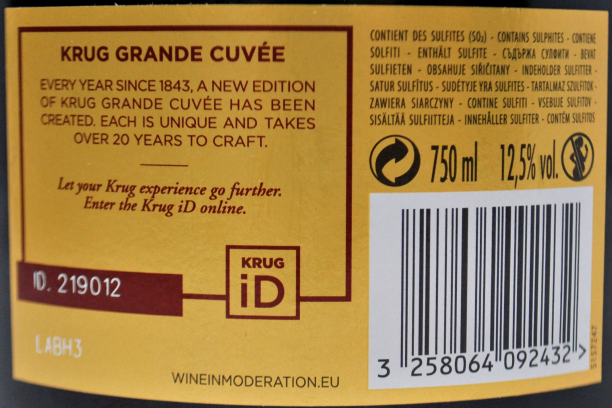 KRUG GRANDE CUVÉE
EVERY YEAR SINCE 1843, A NEW EDITION
OF KRUG GRANDE CUVÉE HAS BEEN
CREATED. EACH IS UNIQUE AND TAKES
OVER 20 YEARS TO CRAFT.
Let your Krug experience go further.
Enter the Krug iD online.
KRUG
iD
ID. 219012
LABH3
WINEINMODERATION.EU
CONTIENT DES SULFITES (SO₂) - CONTAINS SULPHITES - CONTIENE
SOLFITI - ENTHÄLT SULFITE - СЪДЪРЖА СУЛФИТИ - BEVAT
SULFIETEN - OBSAHUJE SIŘIČITANY - INDEHOLDER SULFITTER -
SATUR SULFĪTUS - SUDĖTYJE YRA SULFITES - TARTALMAZ SZULFITOK -
ZAWIERA SIARCZYNY - CONTINE SULFITI - VSEBUJE SULFITOV -
SISÄLTÄÄ SULFIITTEJA - INNEHÅLLER SULFITER - CONTÉM SULFITOS
750 ml 12,5% vol.
3 258064 092432 >